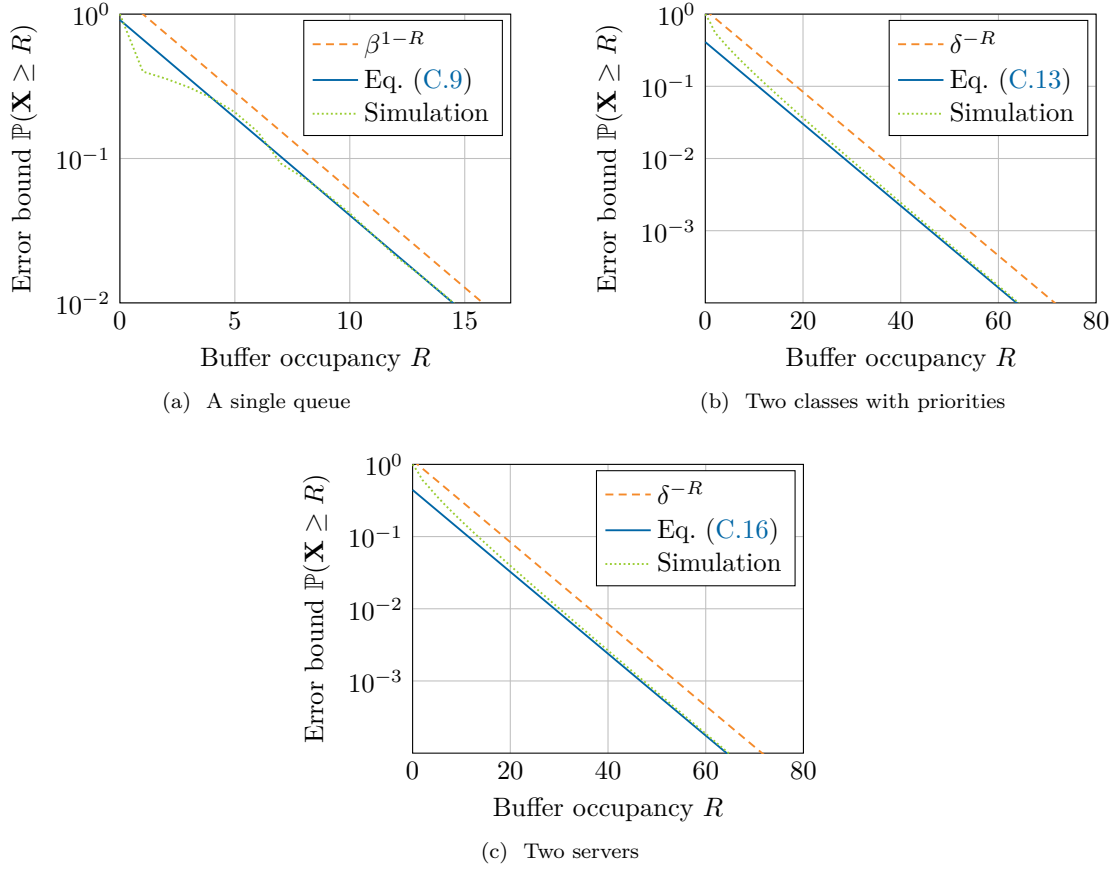 10^0
10^{-1}
10^{-2}
0 5 10 15
Error bound ℙ(𝐗 ≥ R)
Buffer occupancy R
β^{1−R}
Eq. (C.9)
Simulation
(a) A single queue
10^0
10^{-1}
10^{-2}
10^{-3}
0 20 40 60 80
Error bound ℙ(𝐗 ≥ R)
Buffer occupancy R
δ^{−R}
Eq. (C.13)
Simulation
(b) Two classes with priorities
10^0
10^{-1}
10^{-2}
10^{-3}
0 20 40 60 80
Error bound ℙ(𝐗 ≥ R)
Buffer occupancy R
δ^{−R}
Eq. (C.16)
Simulation
(c) Two servers